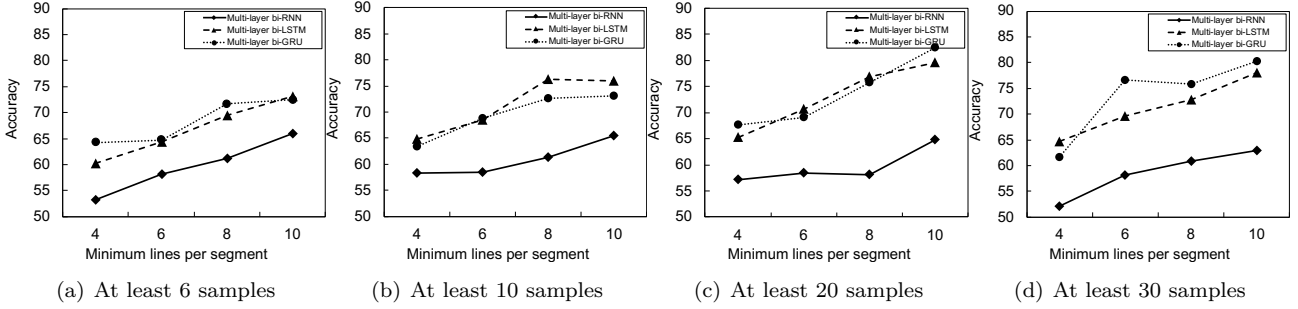 Accuracy
90
85
80
75
70
65
60
55
50
Multi-layer bi-RNN
Multi-layer bi-LSTM
Multi-layer bi-GRU
4 6 8 10
Minimum lines per segment
(a) At least 6 samples
Accuracy
90
85
80
75
70
65
60
55
50
Multi-layer bi-RNN
Multi-layer bi-LSTM
Multi-layer bi-GRU
4 6 8 10
Minimum lines per segment
(b) At least 10 samples
Accuracy
90
85
80
75
70
65
60
55
50
Multi-layer bi-RNN
Multi-layer bi-LSTM
Multi-layer bi-GRU
4 6 8 10
Minimum lines per segment
(c) At least 20 samples
Accuracy
90
85
80
75
70
65
60
55
50
Multi-layer bi-RNN
Multi-layer bi-LSTM
Multi-layer bi-GRU
4 6 8 10
Minimum lines per segment
(d) At least 30 samples